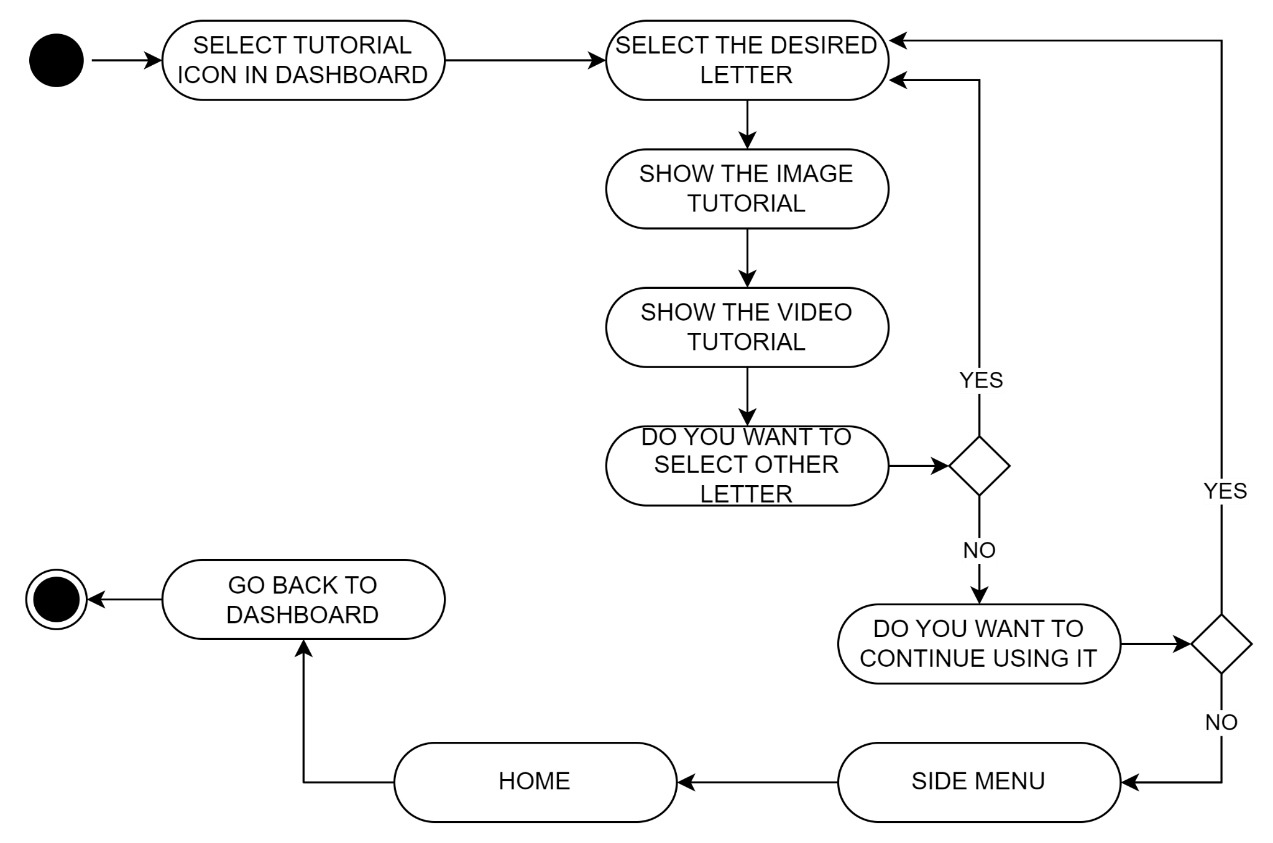 SELECT TUTORIAL
ICON IN DASHBOARD
SELECT THE DESIRED
LETTER
SHOW THE IMAGE
TUTORIAL
SHOW THE VIDEO
TUTORIAL
YES
DO YOU WANT TO
SELECT OTHER
LETTER
YES
NO
GO BACK TO
DASHBOARD
DO YOU WANT TO
CONTINUE USING IT
NO
HOME
SIDE MENU